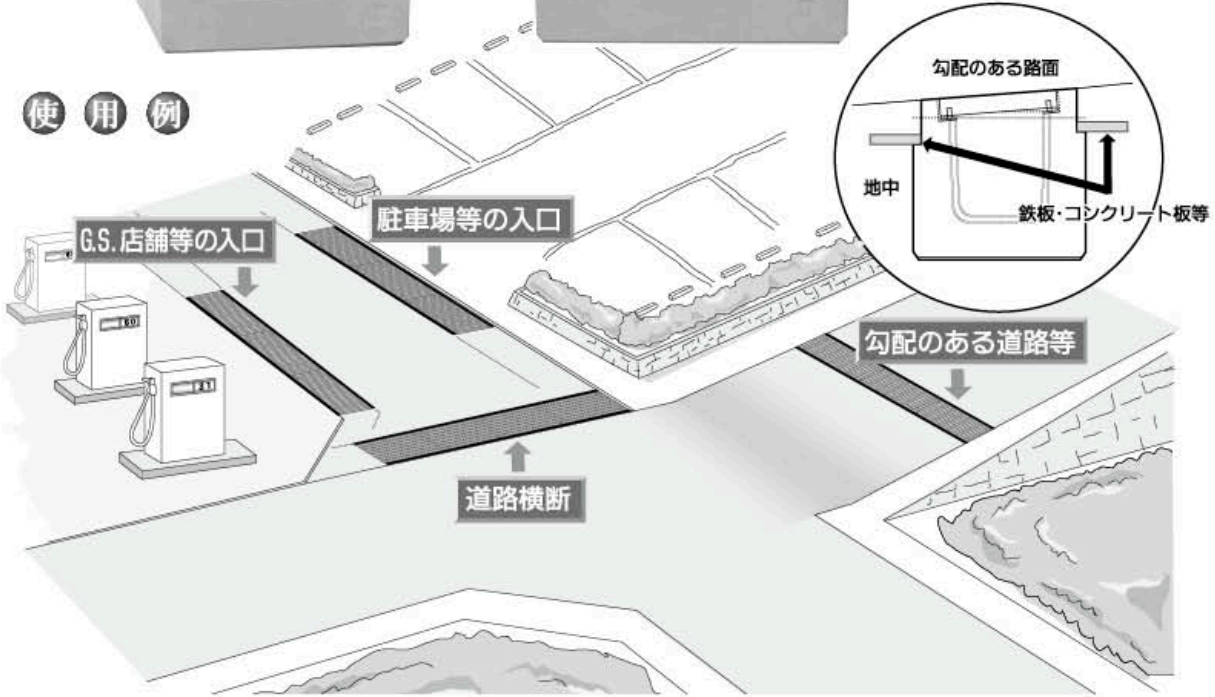 使用例
勾配のある路面
地中
鉄板・コンクリート板等
駐車場等の入口
G.S.店舗等の入口
勾配のある道路等
道路横断